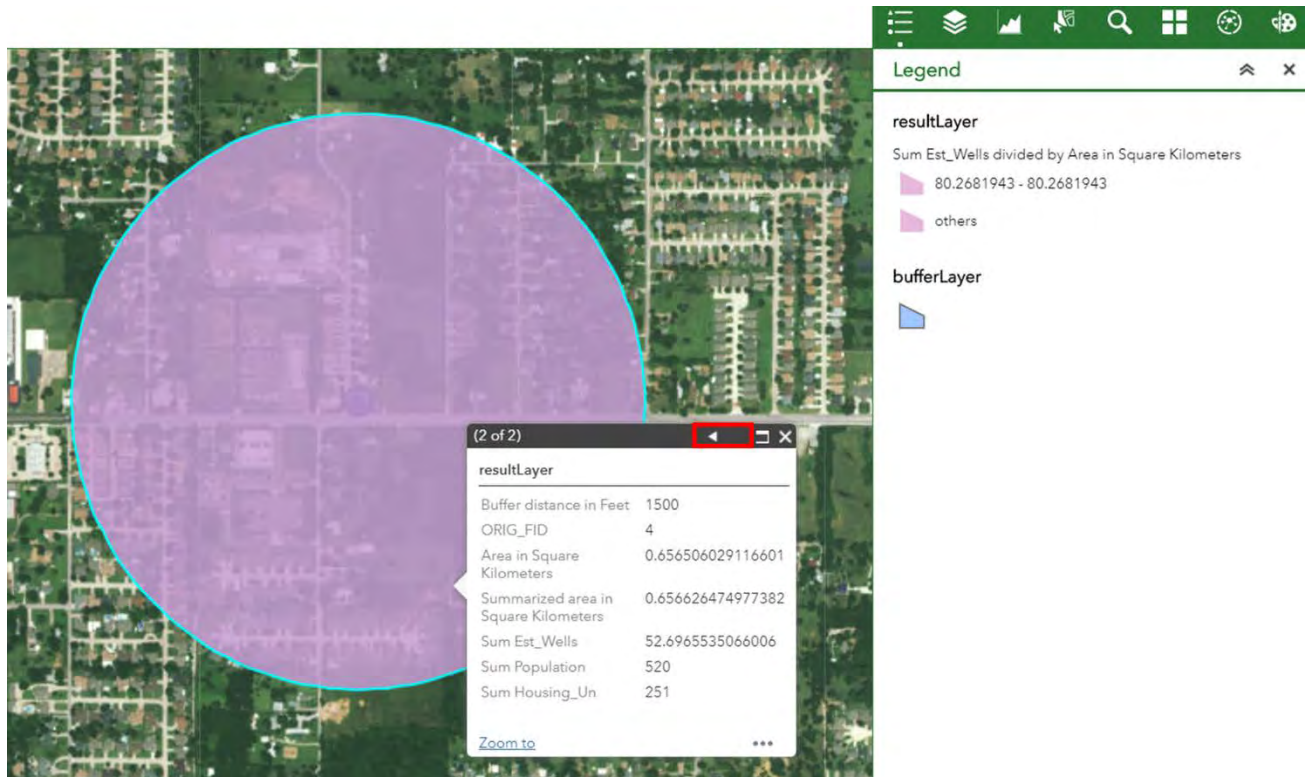 Legend
resultLayer
Sum Est_Wells divided by Area in Square Kilometers
80.2681943 - 80.2681943
others
bufferLayer
(2 of 2)
resultLayer
Buffer distance in Feet 1500
ORIG_FID 4
Area in Square 0.656506029116601
Kilometers
Summarized area in 0.656626474977382
Square Kilometers
Sum Est_Wells 52.6965535066006
Sum Population 520
Sum Housing_Un 251
Zoom to